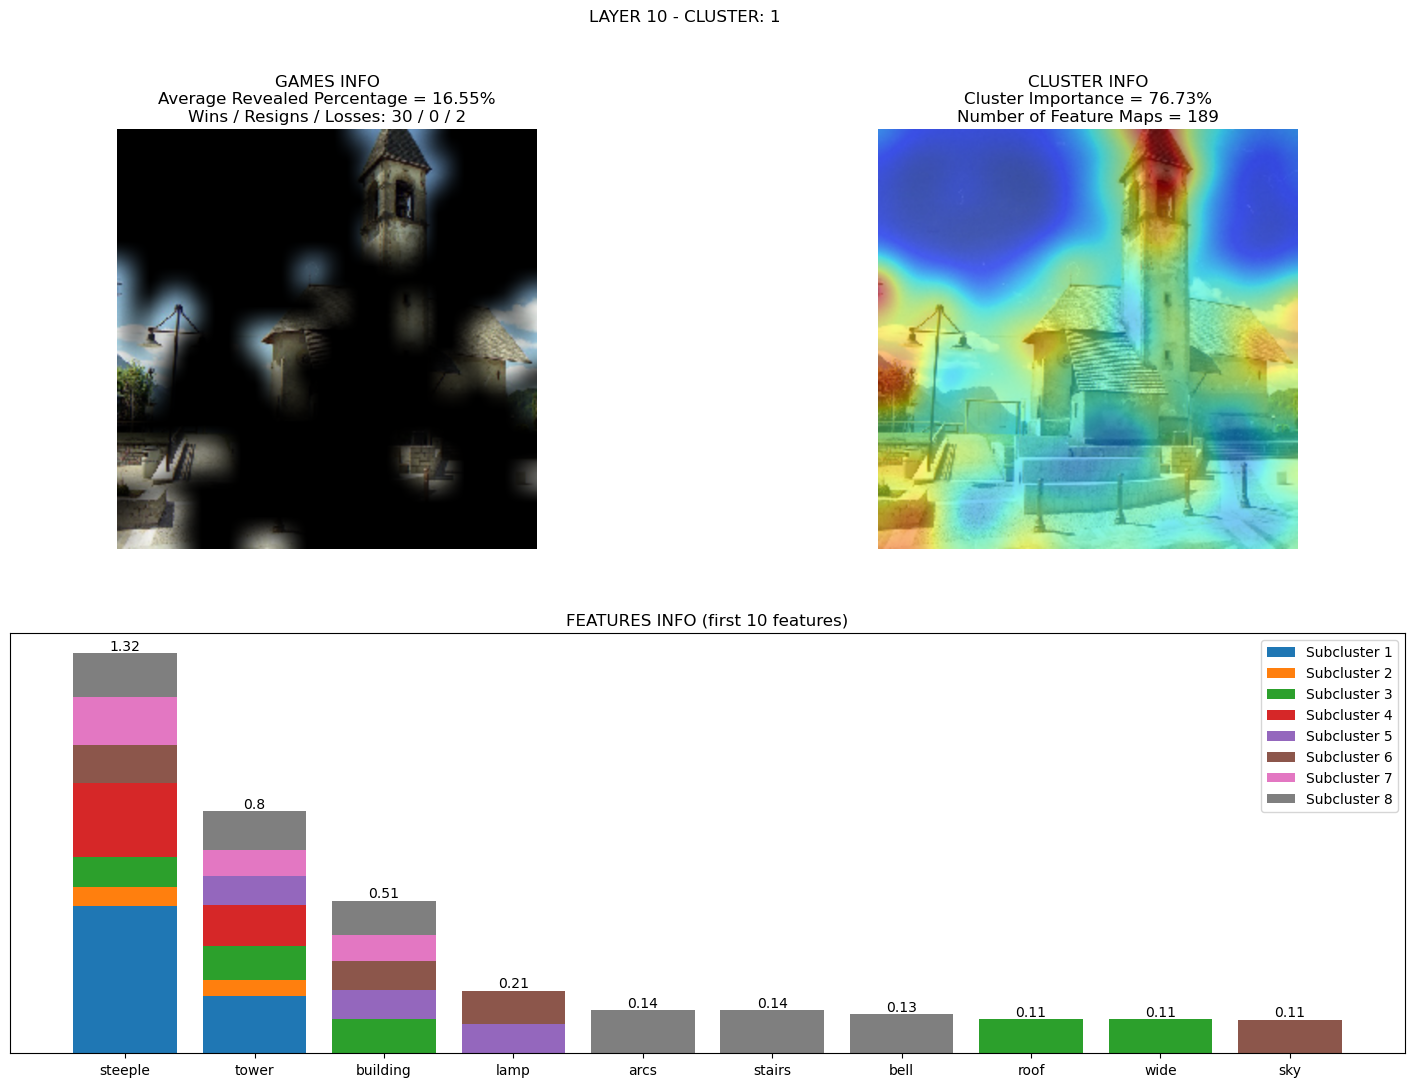 LAYER 10 - CLUSTER: 1
GAMES INFO
Average Revealed Percentage = 16.55%
Wins / Resigns / Losses: 30 / 0 / 2
CLUSTER INFO
Cluster Importance = 76.73%
Number of Feature Maps = 189
FEATURES INFO (first 10 features)
1.32
0.8
0.51
0.21
0.14
0.14
0.13
0.11
0.11
0.11
Subcluster 1
Subcluster 2
Subcluster 3
Subcluster 4
Subcluster 5
Subcluster 6
Subcluster 7
Subcluster 8
steeple
tower
building
lamp
arcs
stairs
bell
roof
wide
sky